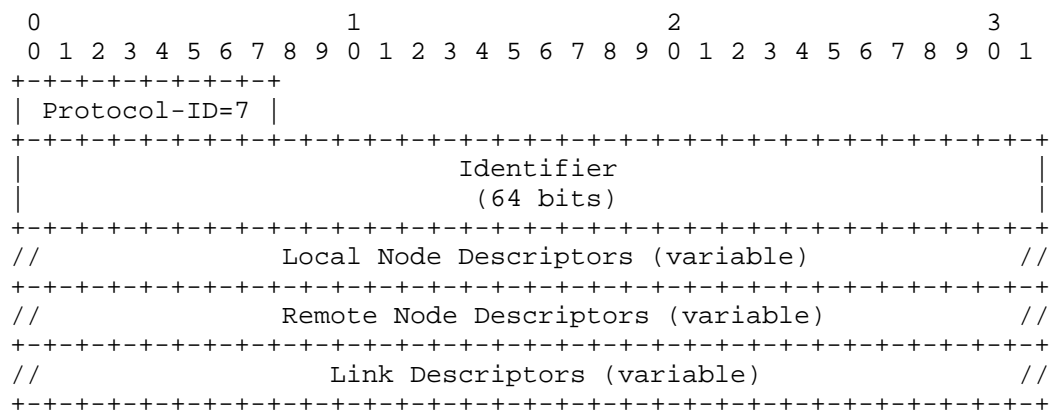 0                   1                   2                   3
 0 1 2 3 4 5 6 7 8 9 0 1 2 3 4 5 6 7 8 9 0 1 2 3 4 5 6 7 8 9 0 1
+-+-+-+-+-+-+-+-+
| Protocol-ID=7 |
+-+-+-+-+-+-+-+-+-+-+-+-+-+-+-+-+-+-+-+-+-+-+-+-+-+-+-+-+-+-+-+-+
|                           Identifier                          |
|                            (64 bits)                          |
+-+-+-+-+-+-+-+-+-+-+-+-+-+-+-+-+-+-+-+-+-+-+-+-+-+-+-+-+-+-+-+-+
//               Local Node Descriptors (variable)             //
+-+-+-+-+-+-+-+-+-+-+-+-+-+-+-+-+-+-+-+-+-+-+-+-+-+-+-+-+-+-+-+-+
//               Remote Node Descriptors (variable)            //
+-+-+-+-+-+-+-+-+-+-+-+-+-+-+-+-+-+-+-+-+-+-+-+-+-+-+-+-+-+-+-+-+
//                  Link Descriptors (variable)                //
+-+-+-+-+-+-+-+-+-+-+-+-+-+-+-+-+-+-+-+-+-+-+-+-+-+-+-+-+-+-+-+-+